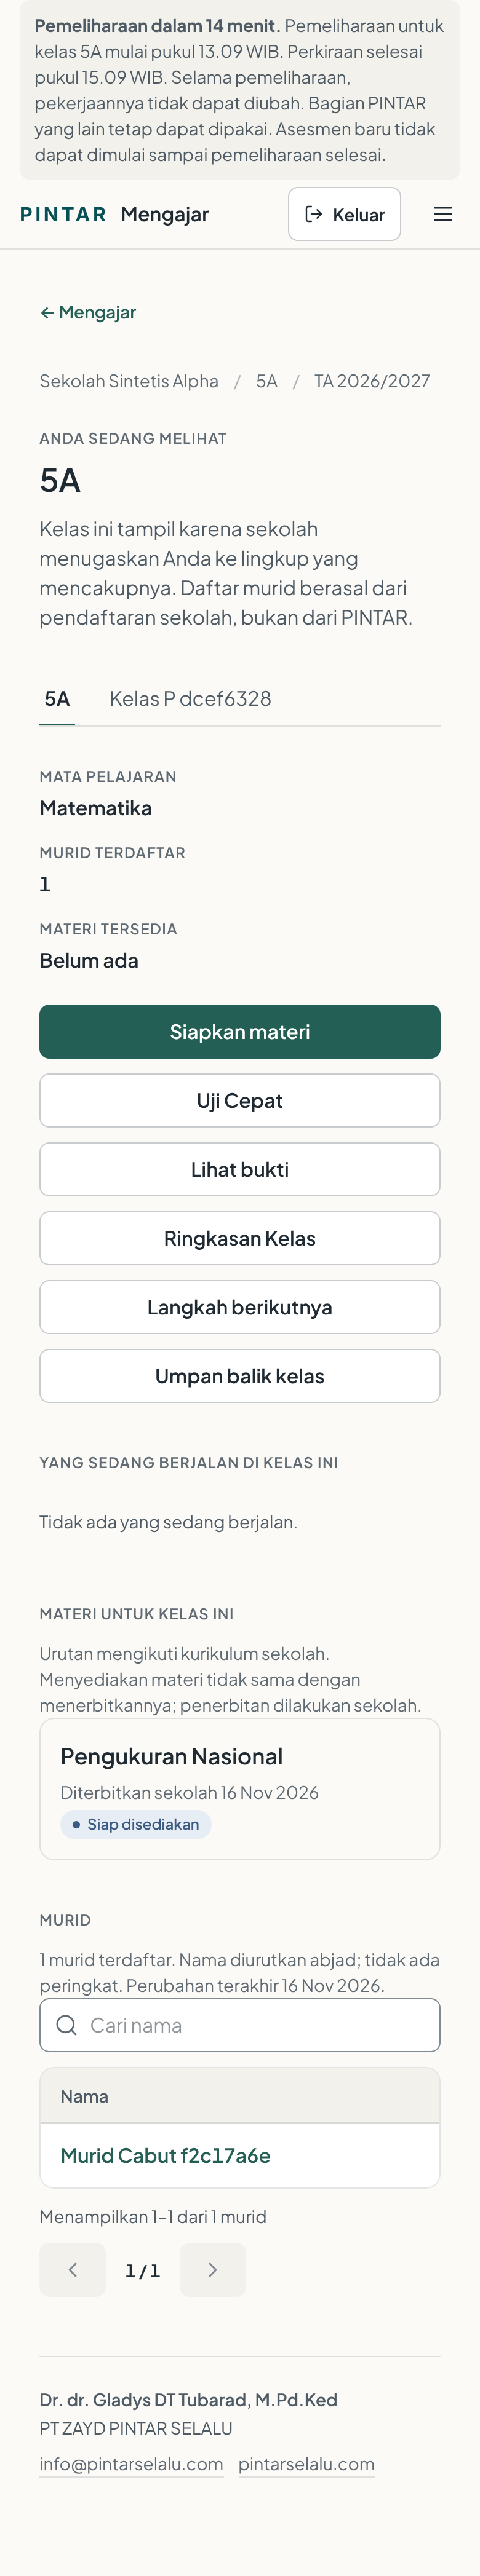 Pemeliharaan dalam 14 menit. Pemeliharaan untuk
kelas 5A mulai pukul 13.09 WIB. Perkiraan selesai
pukul 15.09 WIB. Selama pemeliharaan,
pekerjaannya tidak dapat diubah. Bagian PINTAR
yang lain tetap dapat dipakai. Asesmen baru tidak
dapat dimulai sampai pemeliharaan selesai.
PINTAR Mengajar Keluar
← Mengajar
Sekolah Sintetis Alpha / 5A / TA 2026/2027
ANDA SEDANG MELIHAT
5A
Kelas ini tampil karena sekolah
menugaskan Anda ke lingkup yang
mencakupnya. Daftar murid berasal dari
pendaftaran sekolah, bukan dari PINTAR.
5A Kelas P dcef6328
MATA PELAJARAN
Matematika
MURID TERDAFTAR
1
MATERI TERSEDIA
Belum ada
Siapkan materi
Uji Cepat
Lihat bukti
Ringkasan Kelas
Langkah berikutnya
Umpan balik kelas
YANG SEDANG BERJALAN DI KELAS INI
Tidak ada yang sedang berjalan.
MATERI UNTUK KELAS INI
Urutan mengikuti kurikulum sekolah.
Menyediakan materi tidak sama dengan
menerbitkannya; penerbitan dilakukan sekolah.
Pengukuran Nasional
Diterbitkan sekolah 16 Nov 2026
Siap disediakan
MURID
1 murid terdaftar. Nama diurutkan abjad; tidak ada
peringkat. Perubahan terakhir 16 Nov 2026.
Cari nama
Nama
Murid Cabut f2c17a6e
Menampilkan 1–1 dari 1 murid
1/1
Dr. dr. Gladys DT Tubarad, M.Pd.Ked
PT ZAYD PINTAR SELALU
info@pintarselalu.com pintarselalu.com